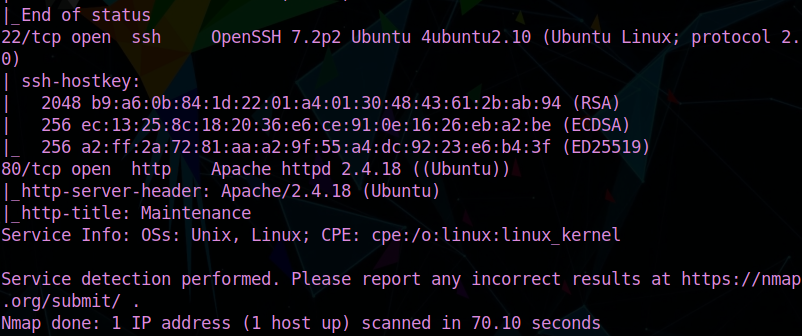 |_End of status
22/tcp open  ssh     OpenSSH 7.2p2 Ubuntu 4ubuntu2.10 (Ubuntu Linux; protocol 2.
0)
| ssh-hostkey:
|   2048 b9:a6:0b:84:1d:22:01:a4:01:30:48:43:61:2b:ab:94 (RSA)
|   256 ec:13:25:8c:18:20:36:e6:ce:91:0e:16:26:eb:a2:be (ECDSA)
|_  256 a2:ff:2a:72:81:aa:a2:9f:55:a4:dc:92:23:e6:b4:3f (ED25519)
80/tcp open  http    Apache httpd 2.4.18 ((Ubuntu))
|_http-server-header: Apache/2.4.18 (Ubuntu)
|_http-title: Maintenance
Service Info: OSs: Unix, Linux; CPE: cpe:/o:linux:linux_kernel

Service detection performed. Please report any incorrect results at https://nmap
.org/submit/ .
Nmap done: 1 IP address (1 host up) scanned in 70.10 seconds